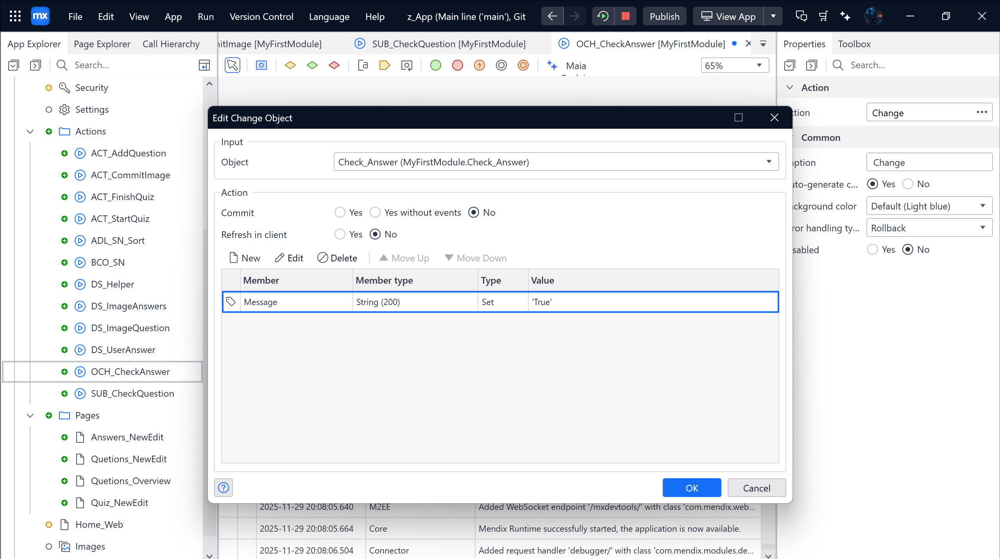 mx File Edit View App Run Version Control Language Help z_App (Main line ('main'), Git Publish View App
App Explorer Page Explorer Call Hierarchy
itImage [MyFirstModule] SUB_CheckQuestion [MyFirstModule] OCH_CheckAnswer [MyFirstModule]
Properties Toolbox
Search...
Maia
65%
Search...
Security
Settings
Actions
ACT_AddQuestion
ACT_CommitImage
ACT_FinishQuiz
ACT_StartQuiz
ADL_SN_Sort
BCO_SN
DS_Helper
DS_ImageAnswers
DS_ImageQuestion
DS_UserAnswer
OCH_CheckAnswer
SUB_CheckQuestion
Pages
Answers_NewEdit
Quetions_NewEdit
Quetions_Overview
Quiz_NewEdit
Home_Web
Images
Edit Change Object
Input
Object Check_Answer (MyFirstModule.Check_Answer)
Action
Commit Yes Yes without events No
Refresh in client Yes No
New Edit Delete Move Up Move Down
Member Member type Type Value
Message String (200) Set 'True'
OK Cancel
2025-11-29 20:08:05.640 M2EE Added WebSocket endpoint '/mxdevtools/' with class 'com.mendix.web...
2025-11-29 20:08:05.664 Core Mendix Runtime successfully started, the application is now available.
2025-11-29 20:08:06.504 Connector Added request handler 'debugger/' with class 'com.mendix.modules.de...
Action
ction Change
Common
aption Change
uto-generate c... Yes No
ackground color Default (Light blue)
ror handling ty... Rollback
sabled Yes No